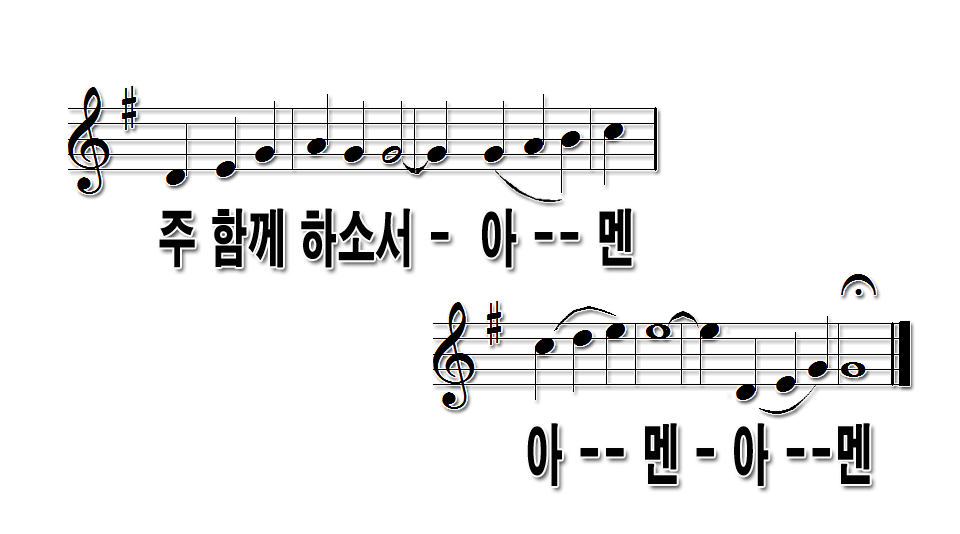 주 함께 하소서 - 아 -- 멘
아 -- 멘 - 아 --멘